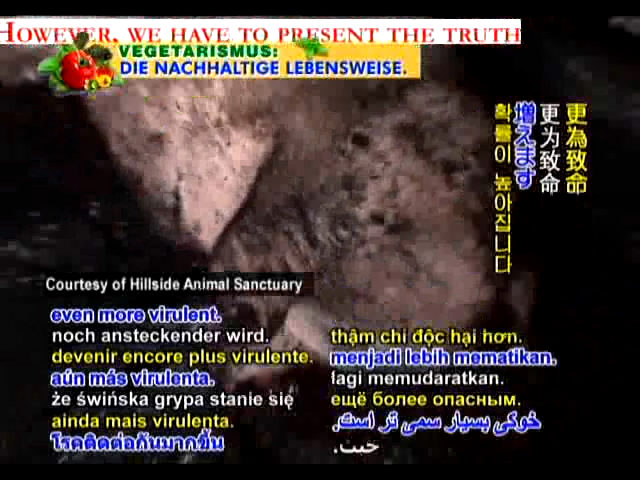 However, we have to present the truth
VEGETARISMUS:
DIE NACHHALTIGE LEBENSWEISE.
更為致命
更为致命
増えます
확률이 높아집니다
Courtesy of Hillside Animal Sanctuary
even more virulent.
noch ansteckender wird.
devenir encore plus virulente.
aún más virulenta.
że świńska grypa stanie się
ainda mais virulenta.
โรคติดต่อกันมากขึ้น
thậm chí độc hại hơn.
menjadi lebih mematikan.
lagi memudaratkan.
ещё более опасным.
خوکی بسیار سمی تر است.
خبث.